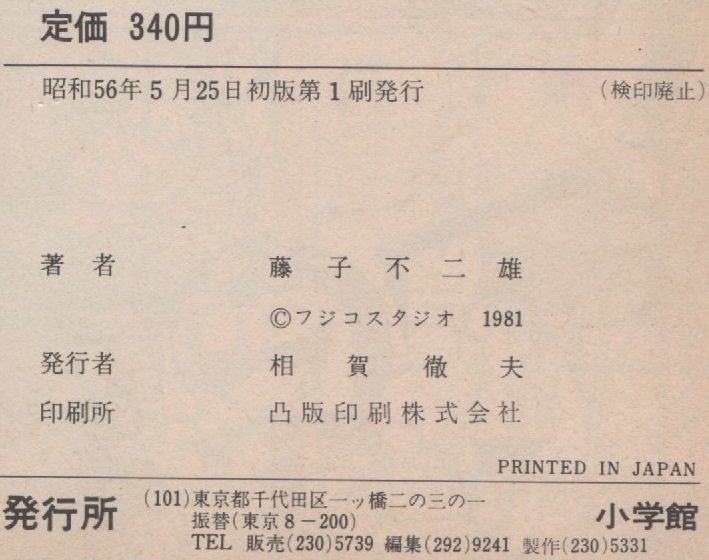 定価 340円
昭和56年5月25日初版第1刷発行 (検印廃止)
著者 藤子不二雄
©フジコスタジオ 1981
発行者 相賀徹夫
印刷所 凸版印刷株式会社
PRINTED IN JAPAN
発行所 (101)東京都千代田区一ッ橋二の三の一 小学館
振替(東京8-200)
TEL 販売(230)5739 編集(292)9241 製作(230)5331